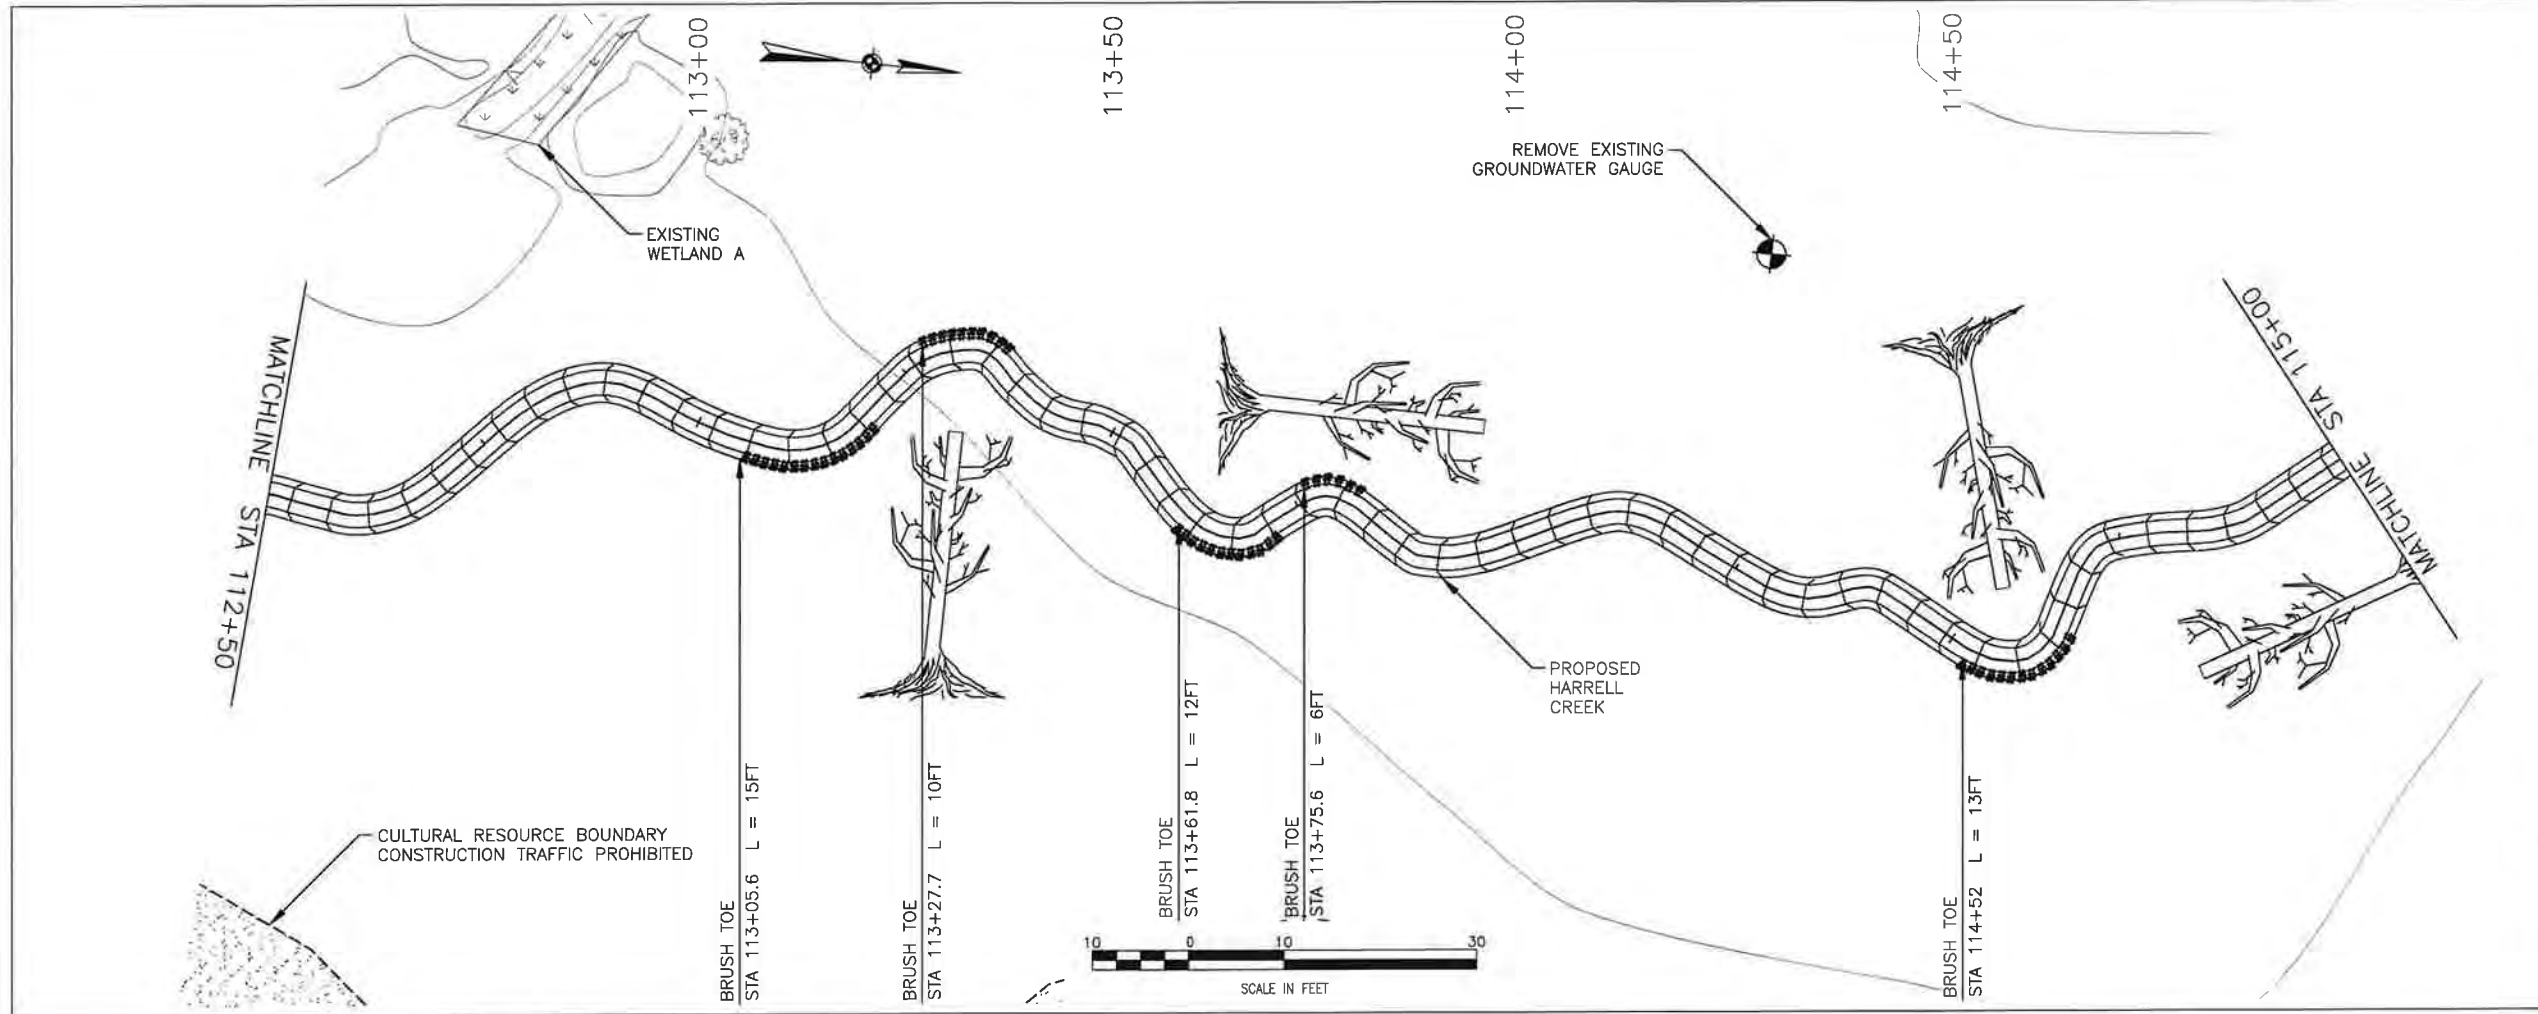 113+00
113+50
114+00
114+50
REMOVE EXISTING
GROUNDWATER GAUGE
EXISTING
WETLAND A
MATCHLINE STA 112+50
MATCHLINE STA 115+00
PROPOSED
HARRELL
CREEK
CULTURAL RESOURCE BOUNDARY
CONSTRUCTION TRAFFIC PROHIBITED
BRUSH TOE
STA 113+05.6 L = 15FT
BRUSH TOE
STA 113+27.7 L = 10FT
BRUSH TOE
STA 113+61.8 L = 12FT
BRUSH TOE
STA 113+75.6 L = 6FT
BRUSH TOE
STA 114+52 L = 13FT
10 0 10 30
SCALE IN FEET